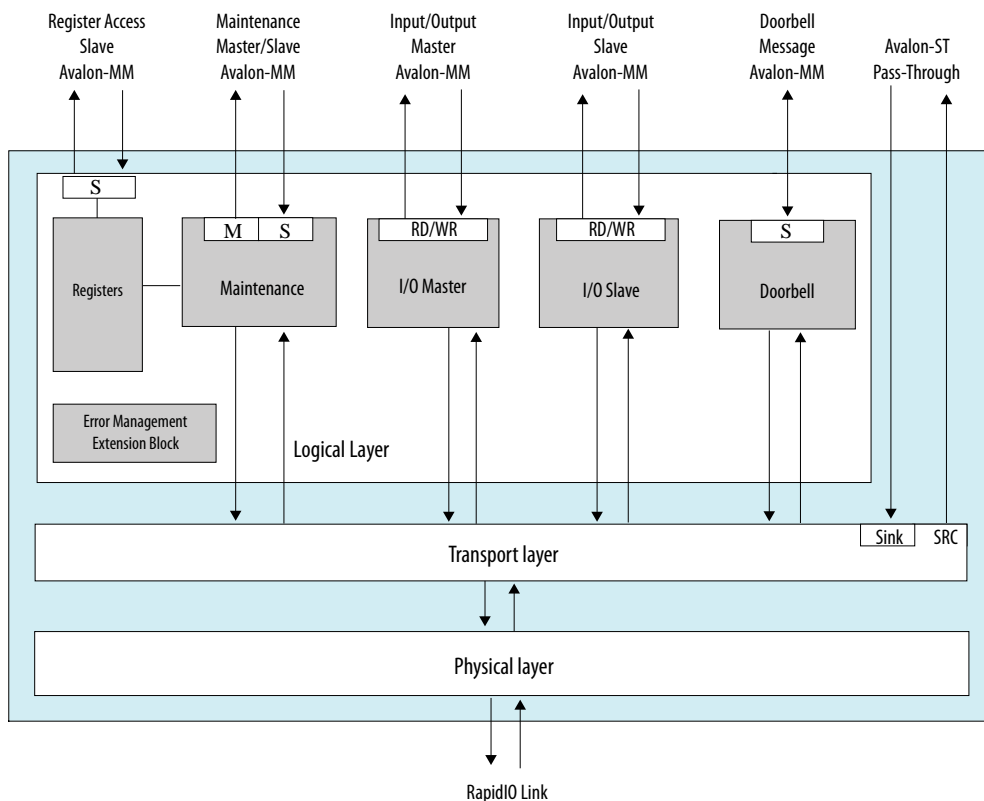 Register Access
Slave
Avalon-MM
Maintenance
Master/Slave
Avalon-MM
Input/Output
Master
Avalon-MM
Input/Output
Slave
Avalon-MM
Doorbell
Message
Avalon-MM
Avalon-ST
Pass-Through
S
M
S
RD/WR
RD/WR
S
Registers
Maintenance
I/O Master
I/O Slave
Doorbell
Error Management
Extension Block
Logical Layer
Sink
SRC
Transport layer
Physical layer
RapidIO Link